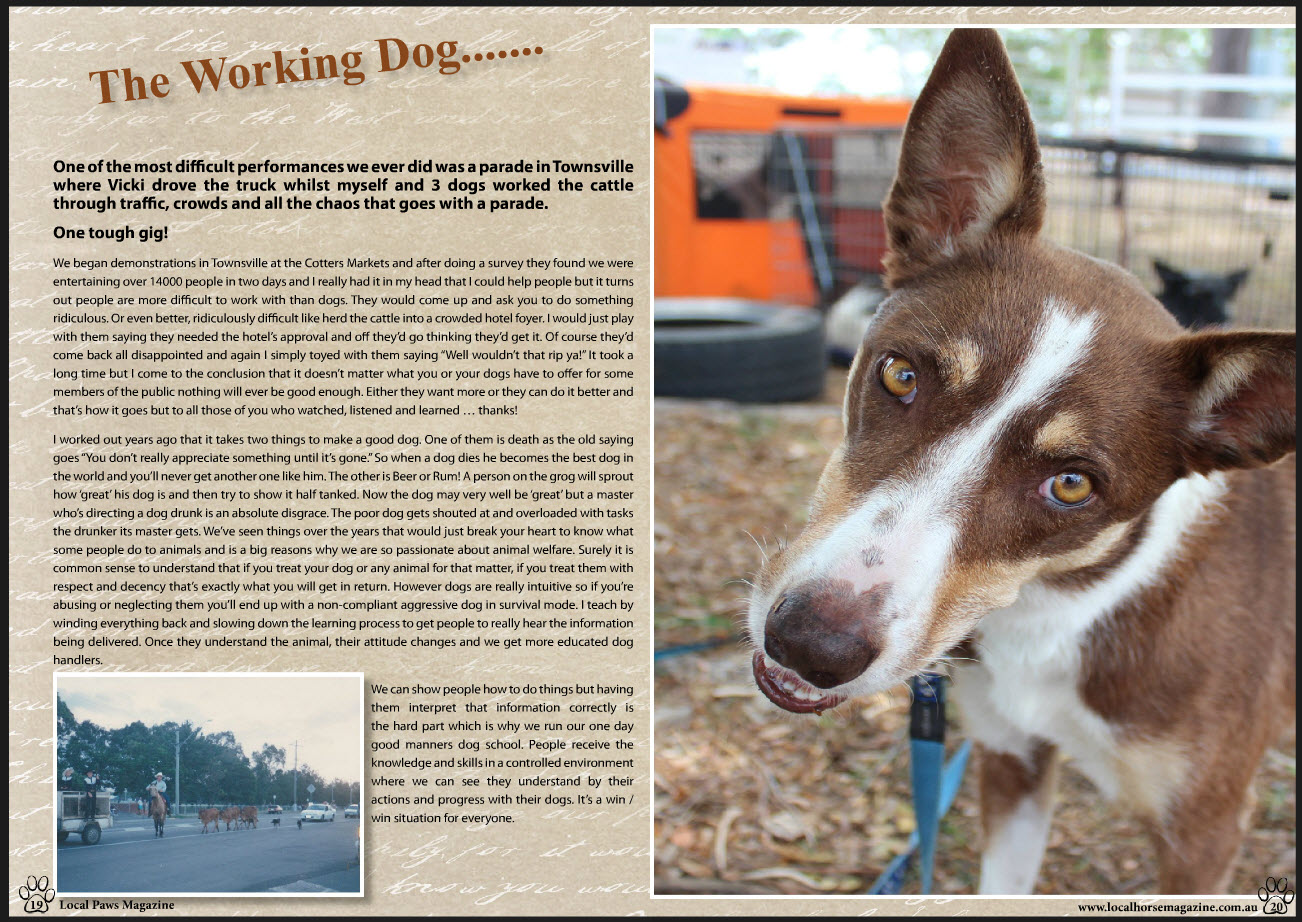 The Working Dog.......
One of the most difficult performances we ever did was a parade in Townsville
where Vicki drove the truck whilst myself and 3 dogs worked the cattle
through traffic, crowds and all the chaos that goes with a parade.
One tough gig!
We began demonstrations in Townsville at the Cotters Markets and after doing a survey they found we were
entertaining over 14000 people in two days and I really had it in my head that I could help people but it turns
out people are more difficult to work with than dogs. They would come up and ask you to do something
ridiculous. Or even better, ridiculously difficult like herd the cattle into a crowded hotel foyer. I would just play
with them saying they needed the hotel's approval and off they'd go thinking they'd get it. Of course they'd
come back all disappointed and again I simply toyed with them saying “Well wouldn't that rip ya!” It took a
long time but I come to the conclusion that it doesn't matter what you or your dogs have to offer for some
members of the public nothing will ever be good enough. Either they want more or they can do it better and
that's how it goes but to all those of you who watched, listened and learned … thanks!
I worked out years ago that it takes two things to make a good dog. One of them is death as the old saying
goes “You don't really appreciate something until it's gone.” So when a dog dies he becomes the best dog in
the world and you'll never get another one like him. The other is Beer or Rum! A person on the grog will sprout
how ‘great’ his dog is and then try to show it half tanked. Now the dog may very well be ‘great’ but a master
who's directing a dog drunk is an absolute disgrace. The poor dog gets shouted at and overloaded with tasks
the drunker its master gets. We've seen things over the years that would just break your heart to know what
some people do to animals and is a big reasons why we are so passionate about animal welfare. Surely it is
common sense to understand that if you treat your dog or any animal for that matter, if you treat them with
respect and decency that's exactly what you will get in return. However dogs are really intuitive so if you're
abusing or neglecting them you'll end up with a non-compliant aggressive dog in survival mode. I teach by
winding everything back and slowing down the learning process to get people to really hear the information
being delivered. Once they understand the animal, their attitude changes and we get more educated dog
handlers.
We can show people how to do things but having
them interpret that information correctly is
the hard part which is why we run our one day
good manners dog school. People receive the
knowledge and skills in a controlled environment
where we can see they understand by their
actions and progress with their dogs. It's a win /
win situation for everyone.
19 Local Paws Magazine
www.localhorsemagazine.com.au 20